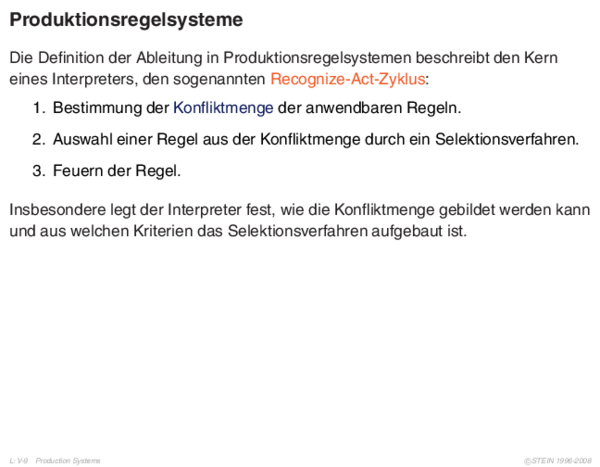 Produktionsregelsysteme
Die Definition der Ableitung in Produktionsregelsystemen beschreibt den Kern
eines Interpreters, den sogenannten Recognize-Act-Zyklus:
1. Bestimmung der Konfliktmenge der anwendbaren Regeln.
2. Auswahl einer Regel aus der Konfliktmenge durch ein Selektionsverfahren.
3. Feuern der Regel.
Insbesondere legt der Interpreter fest, wie die Konfliktmenge gebildet werden kann
und aus welchen Kriterien das Selektionsverfahren aufgebaut ist.
L: V-9 Production Systems ©STEIN 1996-2008